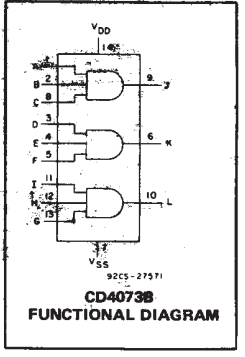 VDD
14
1
A
2
B
8
C
9
J
3
D
4
E
5
F
6
K
11
I
12
H
13
G
10
L
7
VSS
92CS-27571
CD4073B
FUNCTIONAL DIAGRAM